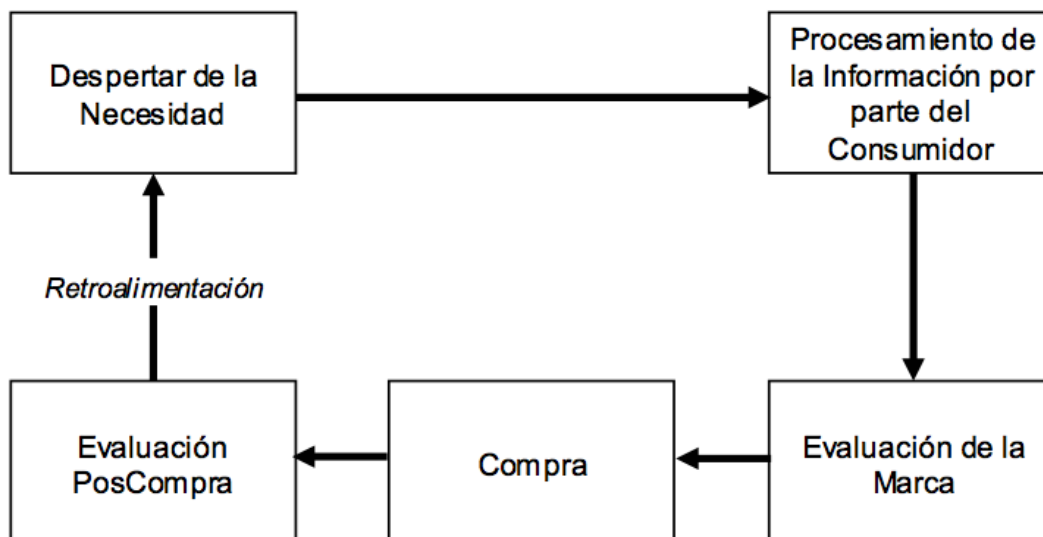 Despertar de la
Necesidad
Procesamiento de
la Información por
parte del
Consumidor
Retroalimentación
Evaluación
PosCompra
Compra
Evaluación de la
Marca